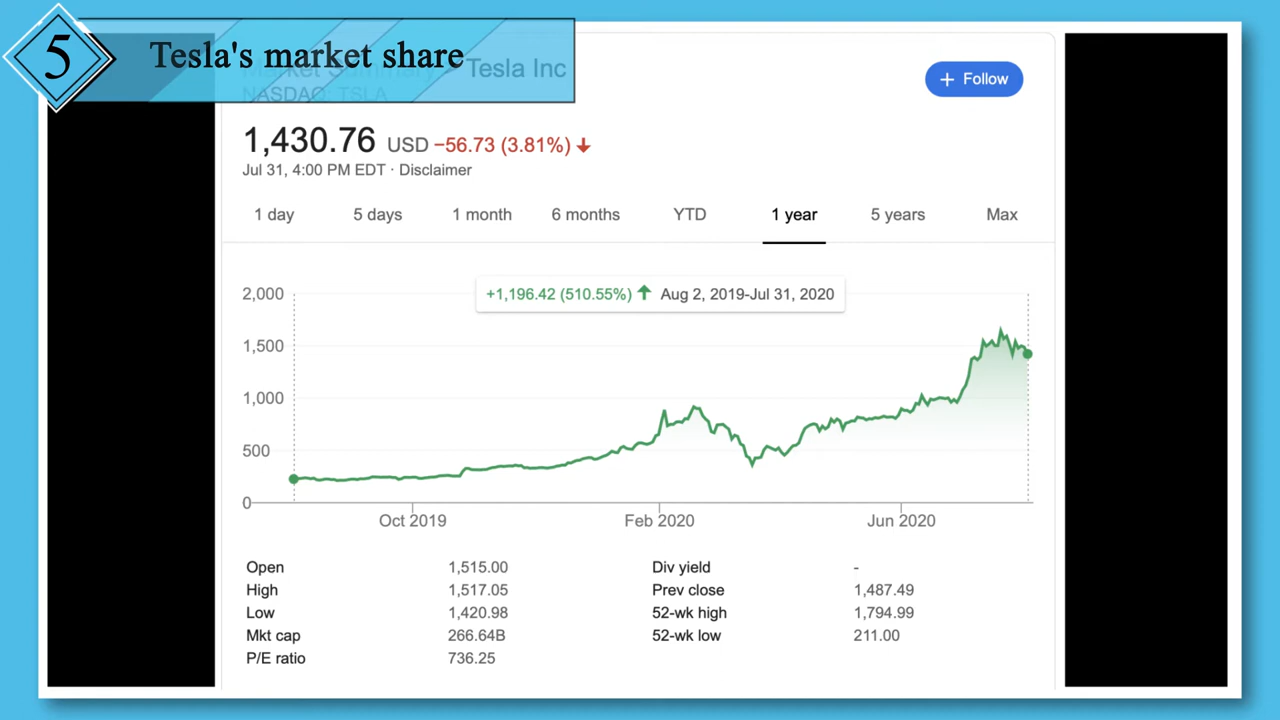 5 Tesla's market share
Market Summary > Tesla Inc
NASDAQ: TSLA
+ Follow
1,430.76 USD −56.73 (3.81%) ↓
Jul 31, 4:00 PM EDT · Disclaimer
1 day 5 days 1 month 6 months YTD 1 year 5 years Max
+1,196.42 (510.55%) ↑ Aug 2, 2019-Jul 31, 2020
2,000
1,500
1,000
500
0
Oct 2019 Feb 2020 Jun 2020
Open 1,515.00 Div yield -
High 1,517.05 Prev close 1,487.49
Low 1,420.98 52-wk high 1,794.99
Mkt cap 266.64B 52-wk low 211.00
P/E ratio 736.25